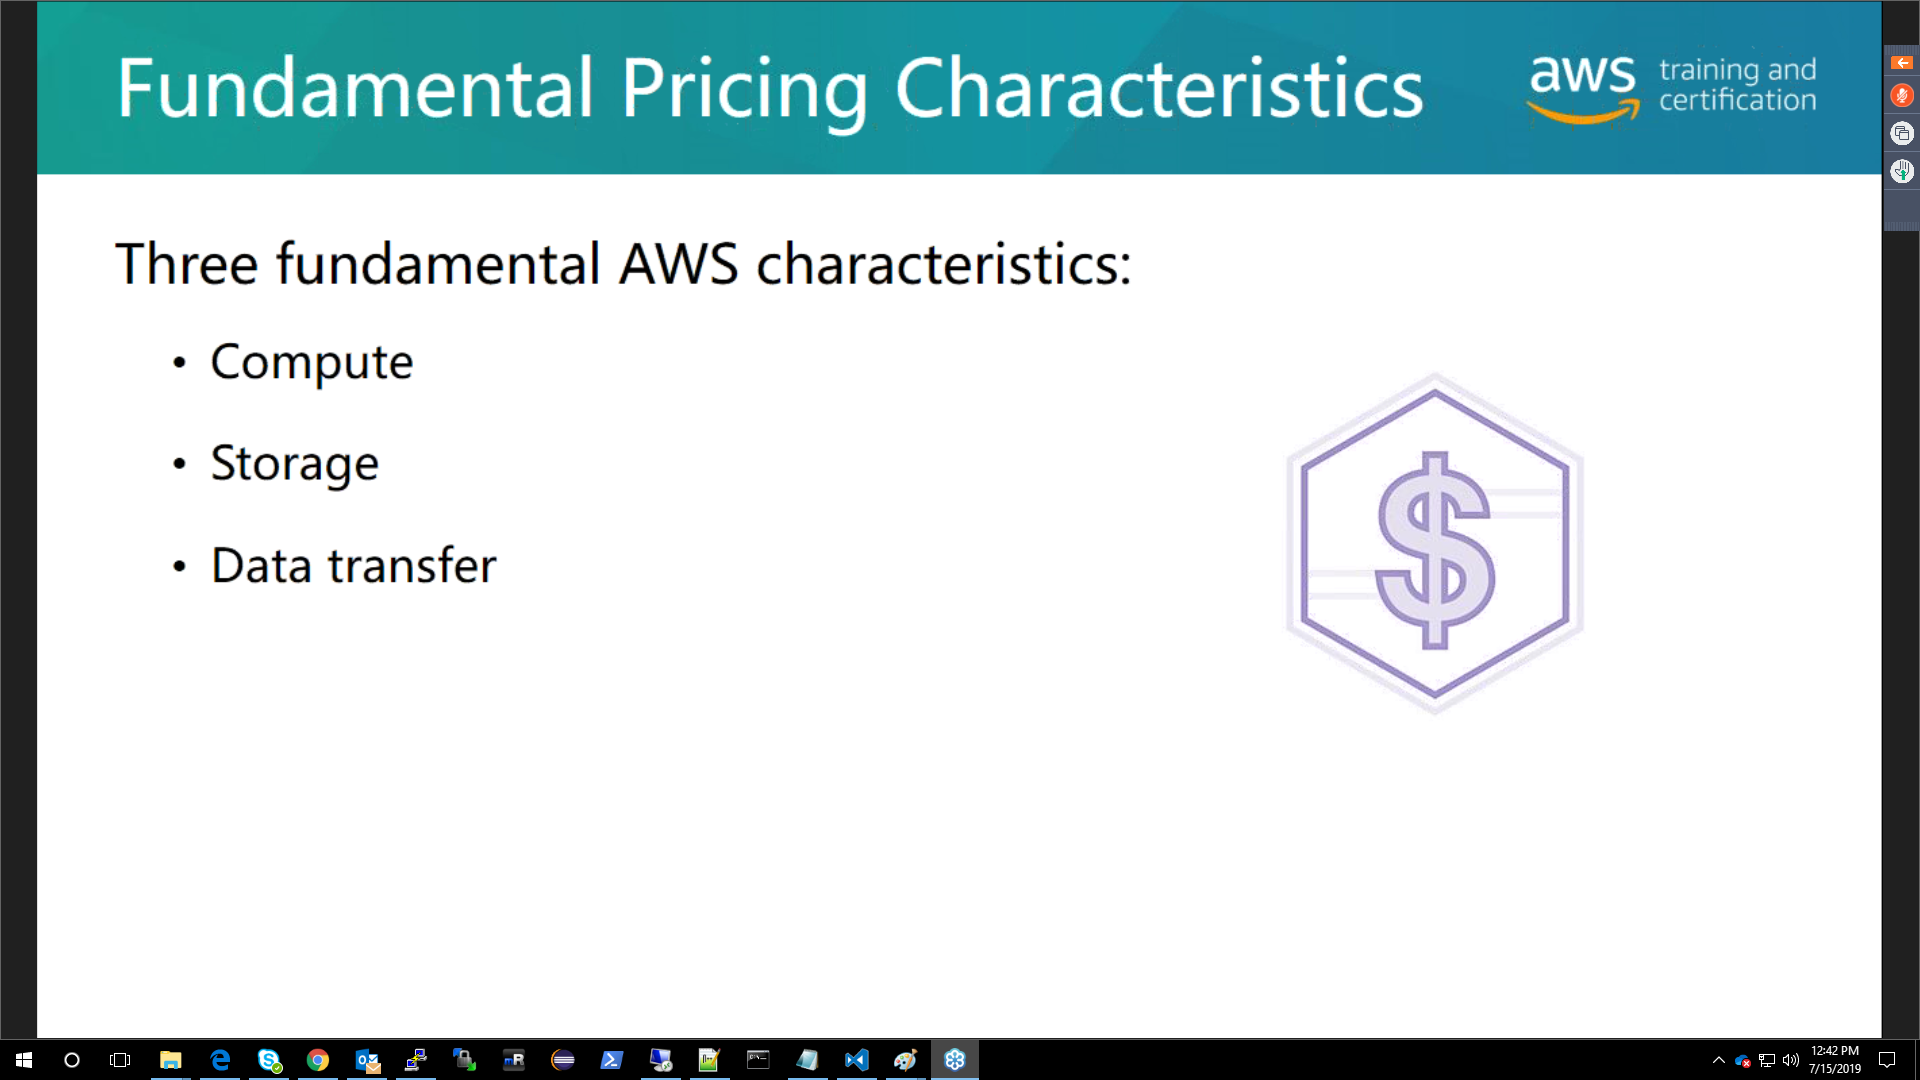 Fundamental Pricing Characteristics
aws training and
certification
Three fundamental AWS characteristics:
• Compute
• Storage
• Data transfer
$
12:42 PM
7/15/2019